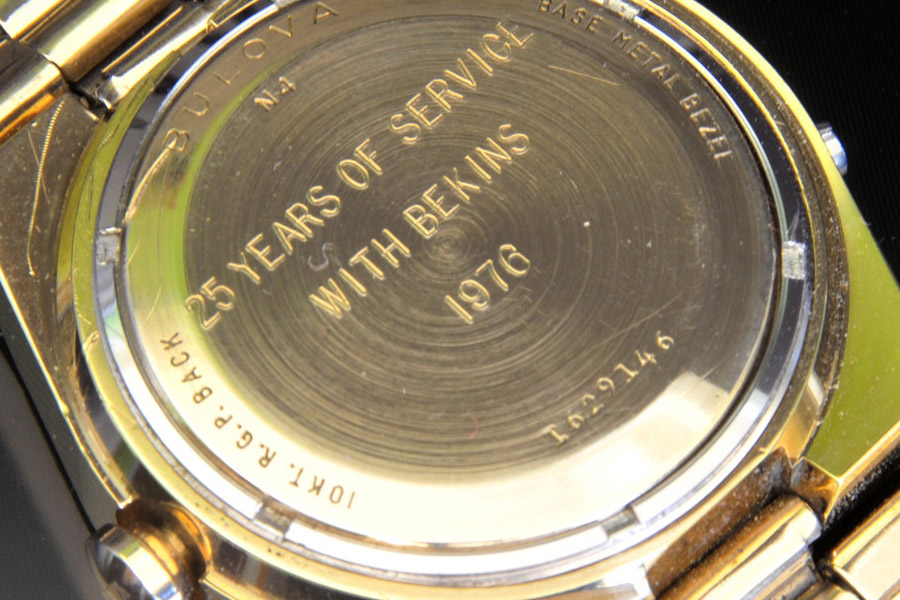 BULOVA
N4
BASE METAL BEZEL
25 YEARS OF SERVICE
WITH BEKINS
1976
1629146
10KT. R.G.P. BACK